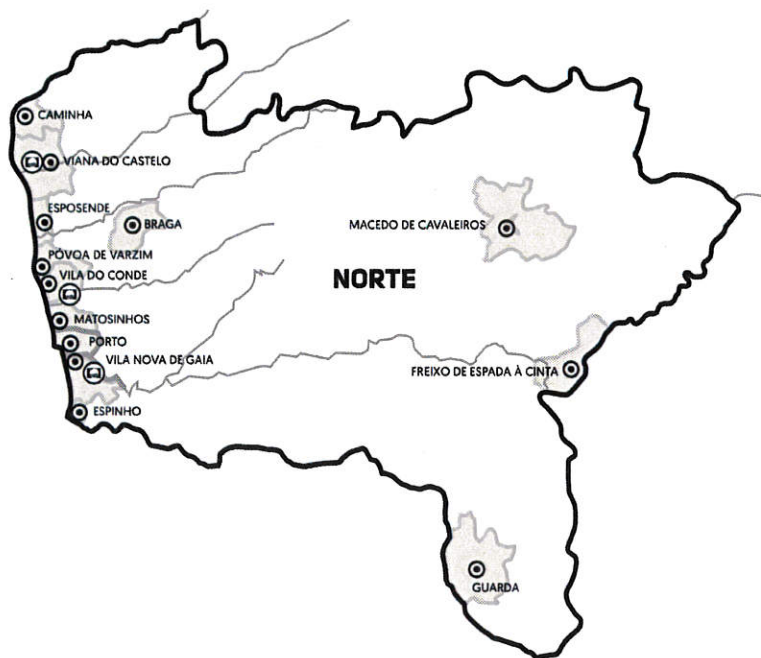 CAMINHA
VIANA DO CASTELO
ESPOSENDE
BRAGA
MACEDO DE CAVALEIROS
PÓVOA DE VARZIM
VILA DO CONDE
NORTE
MATOSINHOS
PORTO
VILA NOVA DE GAIA
FREIXO DE ESPADA À CINTA
ESPINHO
GUARDA